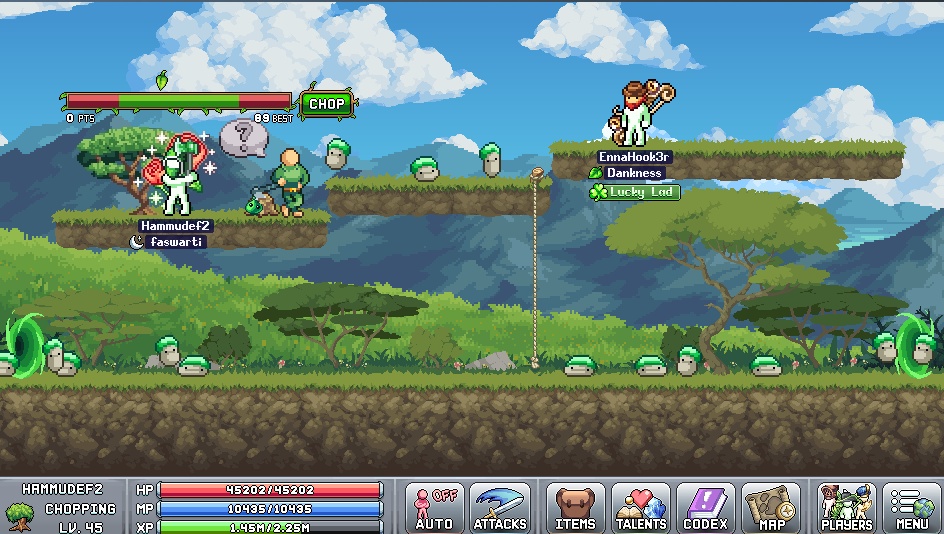 CHOP
0 PTS
89 BEST
?
EnnaHook3r
Dankness
Lucky Lad
Hammudef2
faswarti
HAMMUDEF2
CHOPPING
LV. 45
HP 45202/45202
MP 10435/10435
XP 1.45M/2.25M
OFF
AUTO
ATTACKS
ITEMS
TALENTS
CODEX
MAP
PLAYERS
MENU